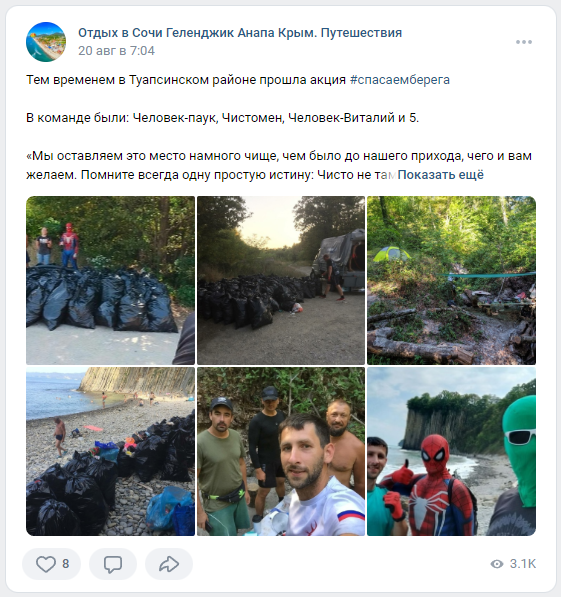 Отдых в Сочи Геленджик Анапа Крым. Путешествия
20 авг в 7:04
Тем временем в Туапсинском районе прошла акция #спасаемберега
В команде были: Человек-паук, Чистомен, Человек-Виталий и 5.
«Мы оставляем это место намного чище, чем было до нашего прихода, чего и вам
желаем. Помните всегда одну простую истину: Чисто не там Показать ещё
8
3.1K